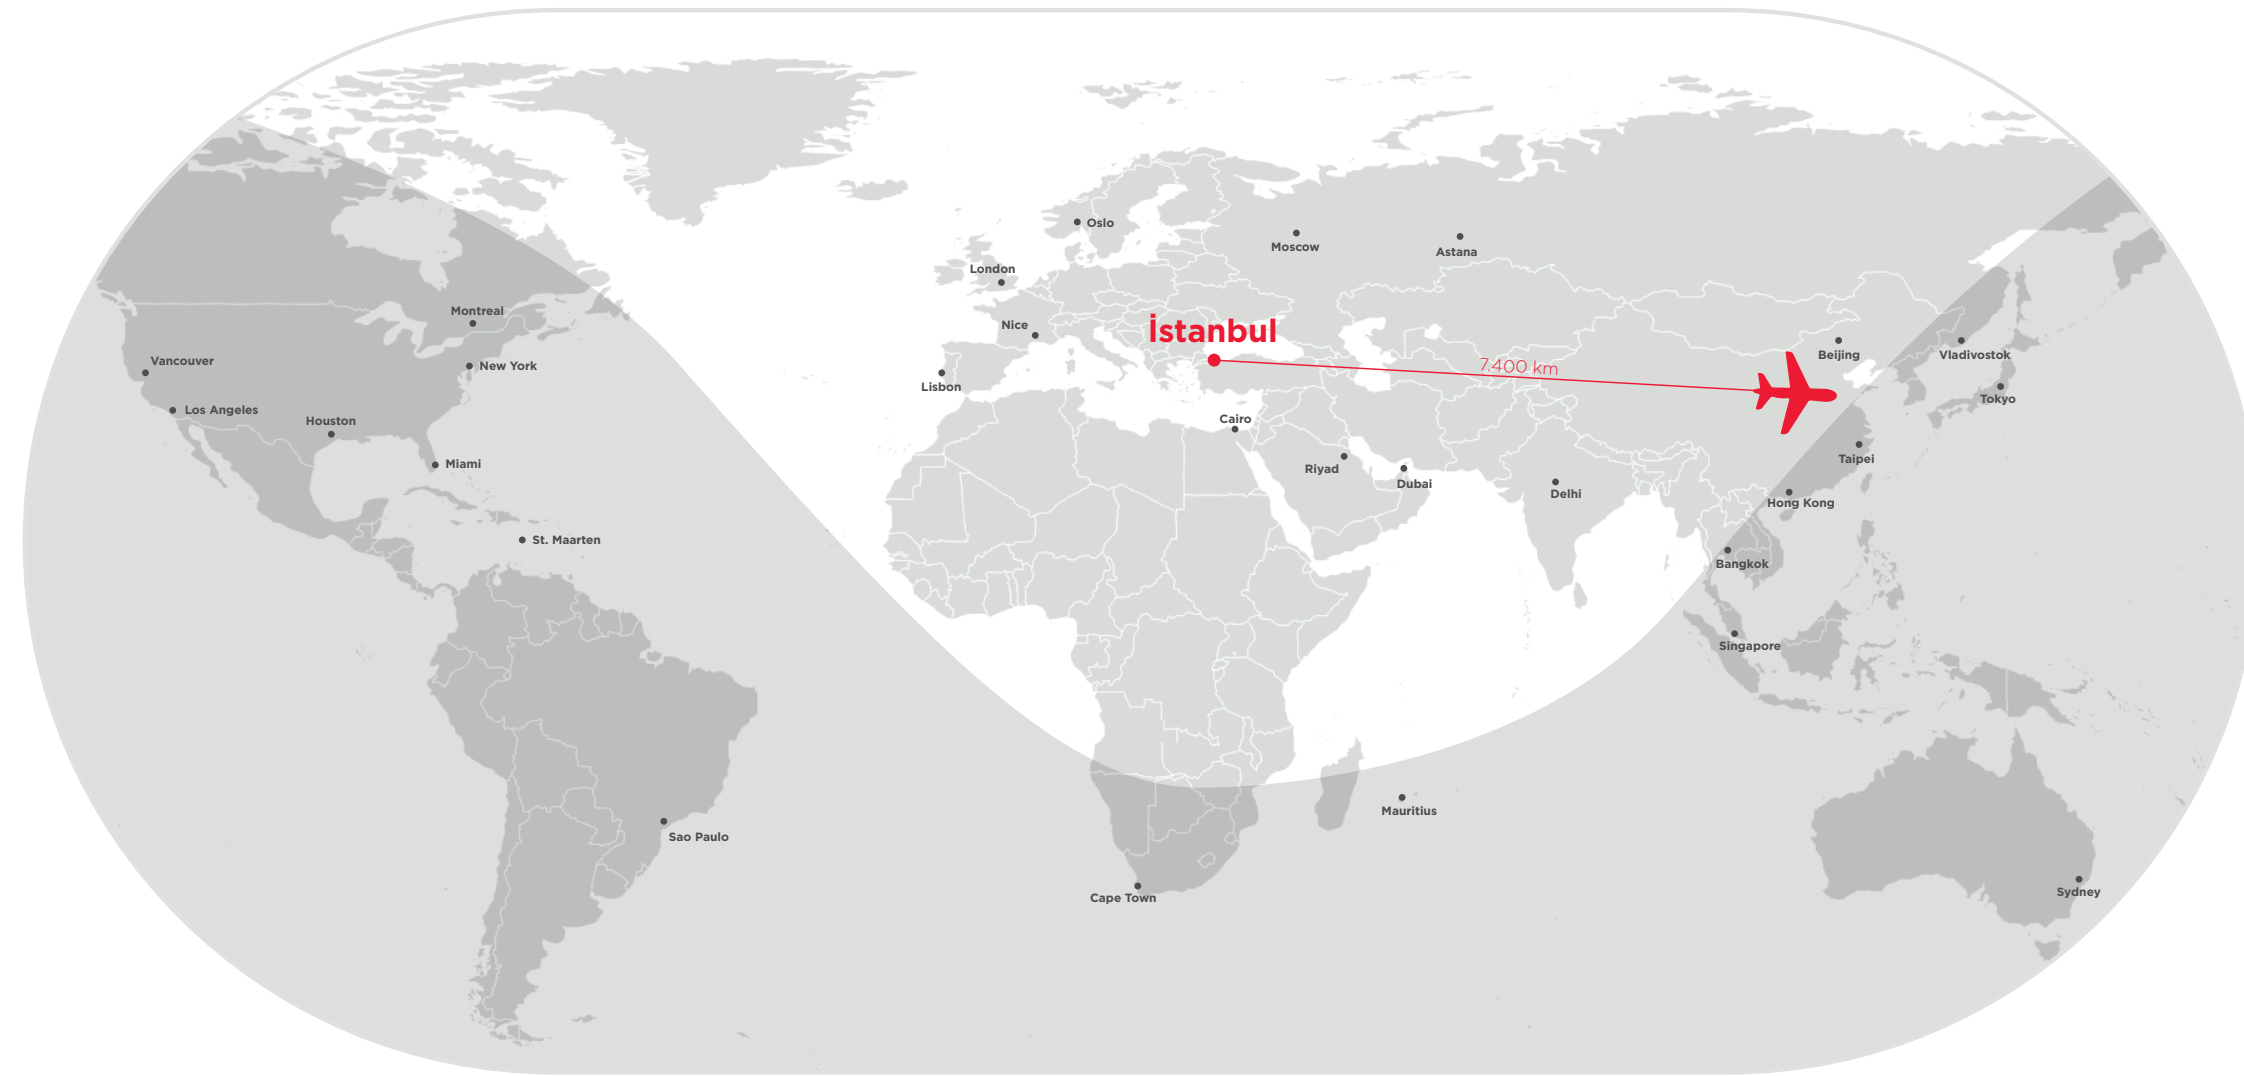 Oslo
Moscow
Astana
London
Montreal
Nice
İstanbul
Vancouver
New York
7.400 km
Beijing
Vladivostok
Lisbon
Tokyo
Los Angeles
Houston
Cairo
Miami
Riyad
Dubai
Taipei
Delhi
Hong Kong
St. Maarten
Bangkok
Singapore
Mauritius
Sao Paulo
Cape Town
Sydney